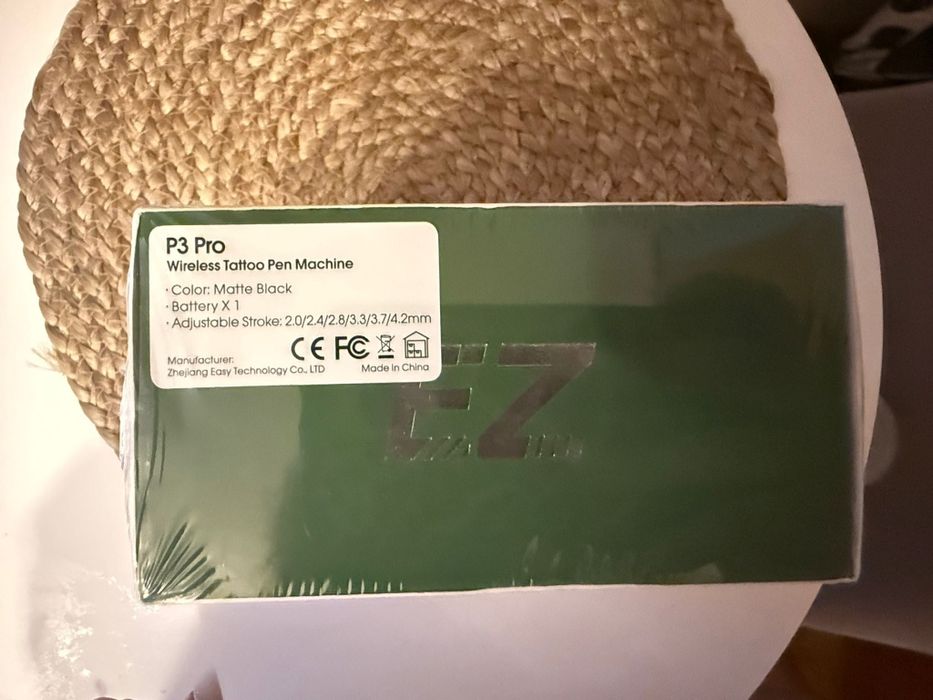 P3 Pro
Wireless Tattoo Pen Machine
· Color: Matte Black
· Battery X 1
· Adjustable Stroke: 2.0/2.4/2.8/3.3/3.7/4.2mm
CE FC
Manufacturer:
Zhejiang Easy Technology Co., LTD
Made in China
EZ